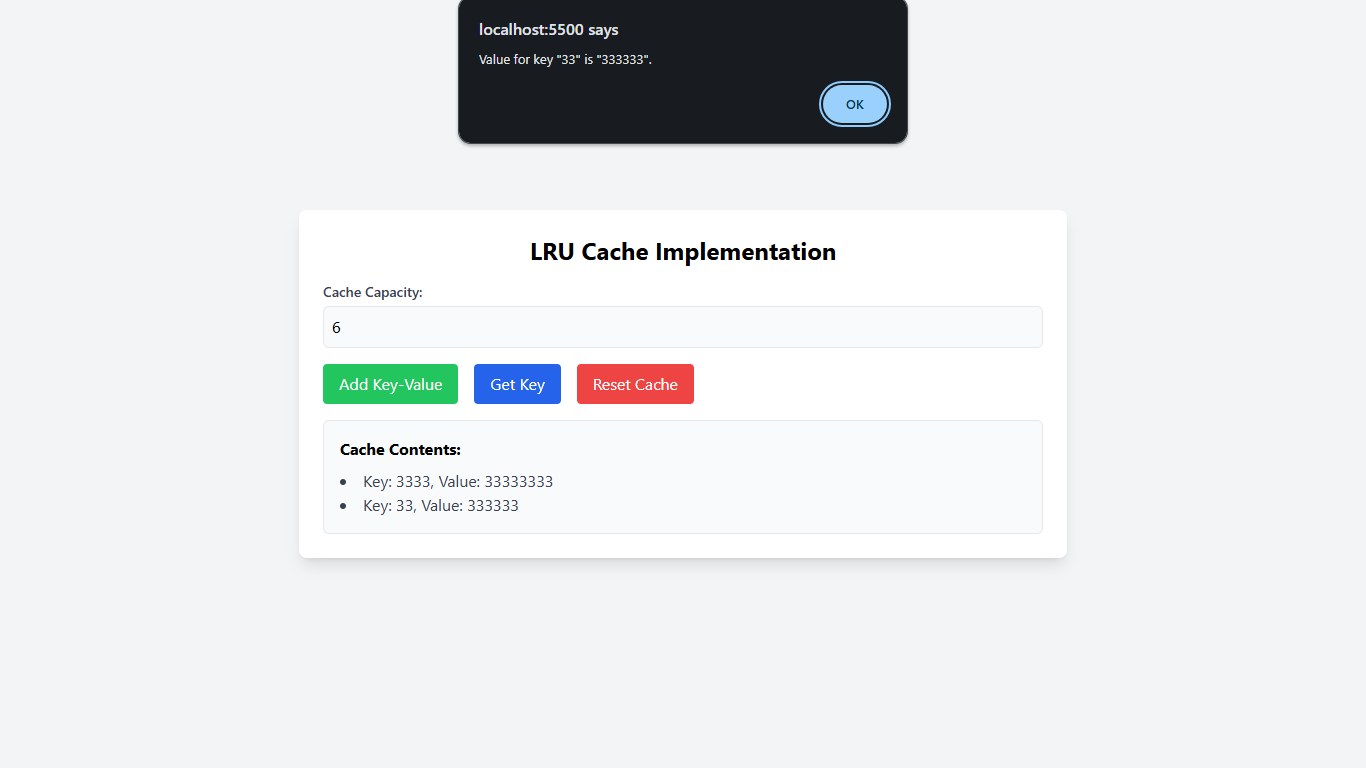 localhost:5500 says
Value for key "33" is "333333".
OK
LRU Cache Implementation
Cache Capacity:
6
Add Key-Value Get Key Reset Cache
Cache Contents:
Key: 3333, Value: 33333333
Key: 33, Value: 333333